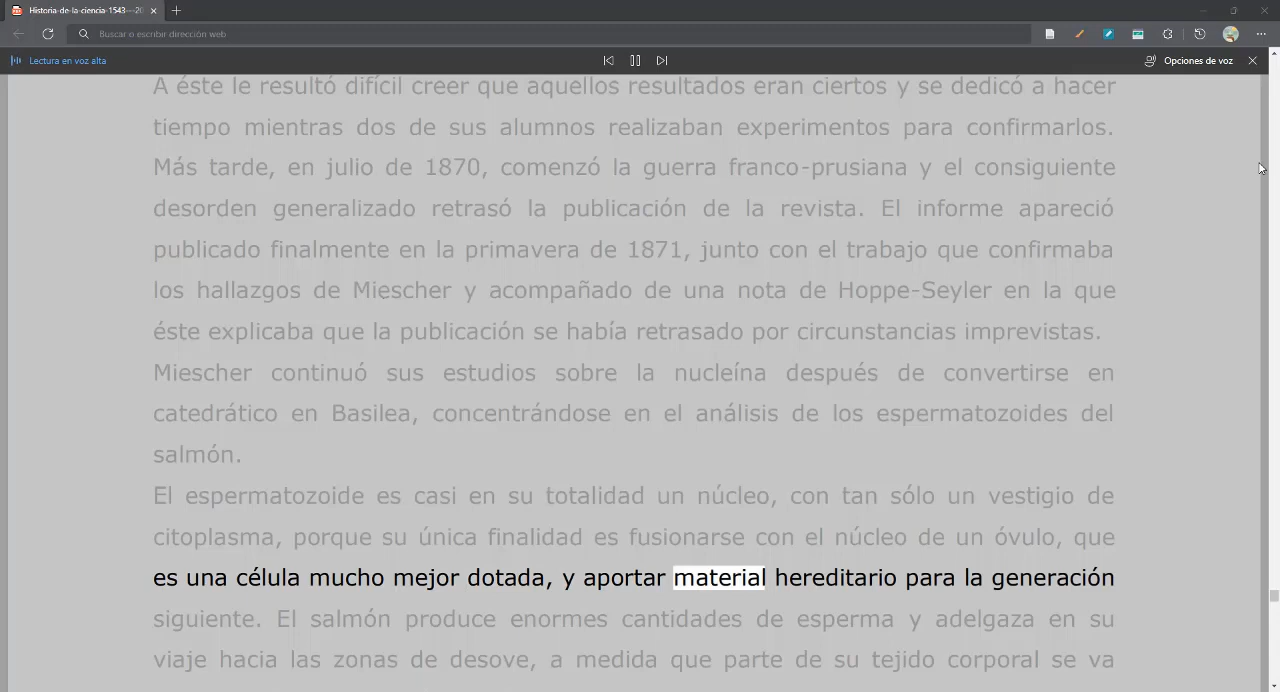 Historia-de-la-ciencia-1543---20
Buscar o escribir dirección web
Lectura en voz alta
Opciones de voz
A éste le resultó difícil creer que aquellos resultados eran ciertos y se dedicó a hacer
tiempo mientras dos de sus alumnos realizaban experimentos para confirmarlos.
Más tarde, en julio de 1870, comenzó la guerra franco-prusiana y el consiguiente
desorden generalizado retrasó la publicación de la revista. El informe apareció
publicado finalmente en la primavera de 1871, junto con el trabajo que confirmaba
los hallazgos de Miescher y acompañado de una nota de Hoppe-Seyler en la que
éste explicaba que la publicación se había retrasado por circunstancias imprevistas.
Miescher continuó sus estudios sobre la nucleína después de convertirse en
catedrático en Basilea, concentrándose en el análisis de los espermatozoides del
salmón.
El espermatozoide es casi en su totalidad un núcleo, con tan sólo un vestigio de
citoplasma, porque su única finalidad es fusionarse con el núcleo de un óvulo, que
es una célula mucho mejor dotada, y aportar material hereditario para la generación
siguiente. El salmón produce enormes cantidades de esperma y adelgaza en su
viaje hacia las zonas de desove, a medida que parte de su tejido corporal se va